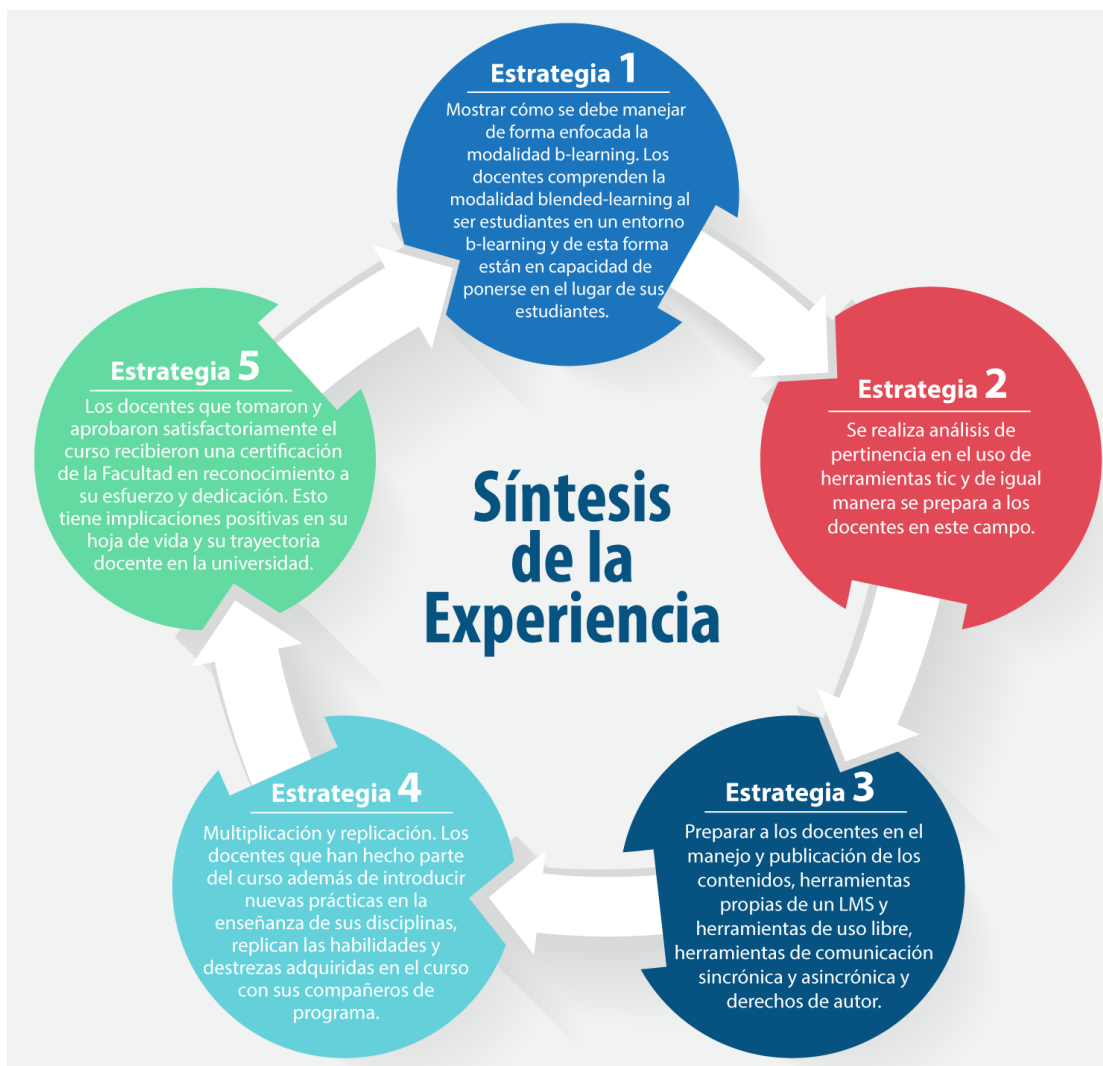 Estrategia 1
Mostrar cómo se debe manejar
de forma enfocada la
modalidad b-learning. Los
docentes comprenden la
modalidad blended-learning al
ser estudiantes en un entorno
b-learning y de esta forma
están en capacidad de
ponerse en el lugar de sus
estudiantes.
Estrategia 2
Se realiza análisis de
pertinencia en el uso de
herramientas tic y de igual
manera se prepara a los
docentes en este campo.
Estrategia 3
Preparar a los docentes en el
manejo y publicación de los
contenidos, herramientas
propias de un LMS y
herramientas de uso libre,
herramientas de comunicación
sincrónica y asincrónica y
derechos de autor.
Estrategia 4
Multiplicación y replicación. Los
docentes que han hecho parte
del curso además de introducir
nuevas prácticas en la
enseñanza de sus disciplinas,
replican las habilidades y
destrezas adquiridas en el curso
con sus compañeros de
programa.
Estrategia 5
Los docentes que tomaron y
aprobaron satisfactoriamente el
curso recibieron una certificación
de la Facultad en reconocimiento a
su esfuerzo y dedicación. Esto
tiene implicaciones positivas en su
hoja de vida y su trayectoria
docente en la universidad.
Síntesis
de la
Experiencia